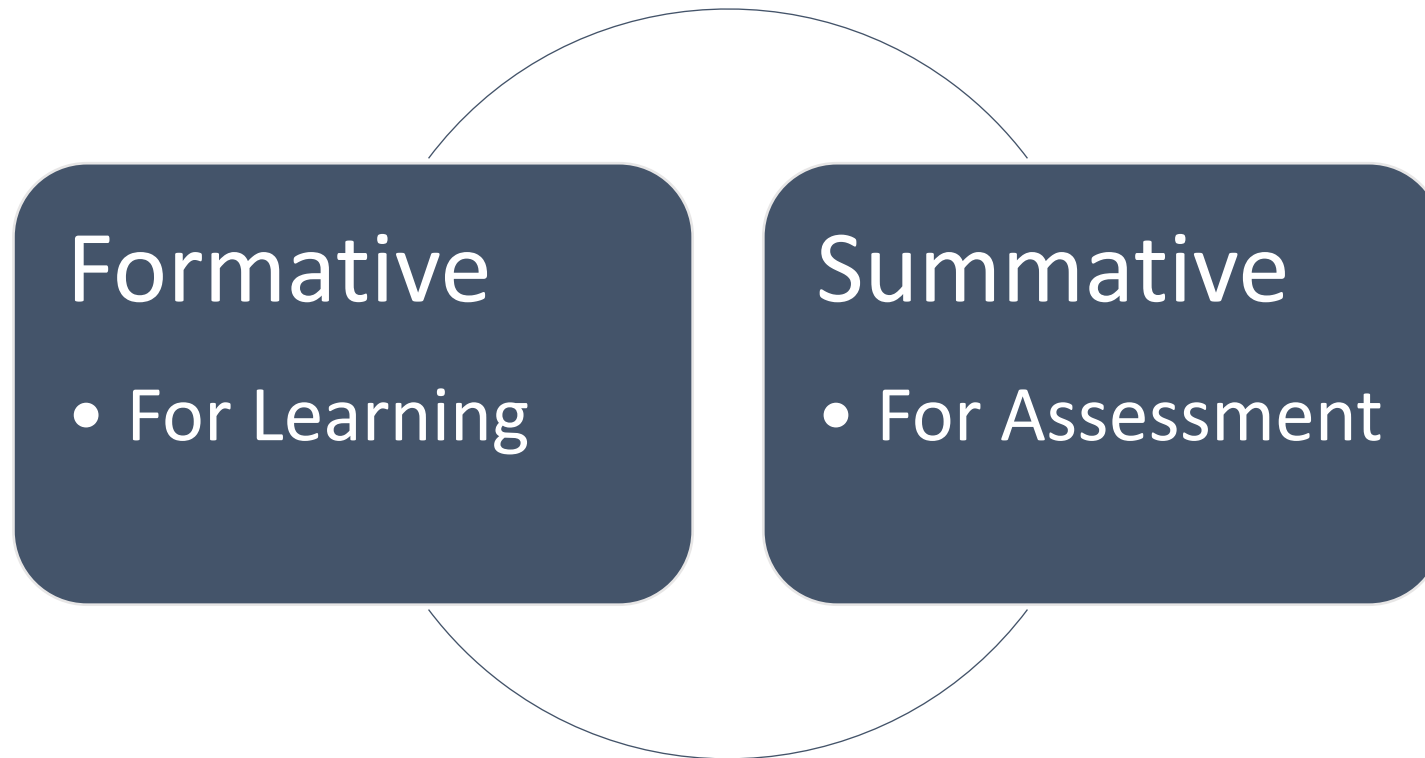 Formative
• For Learning
Summative
• For Assessment